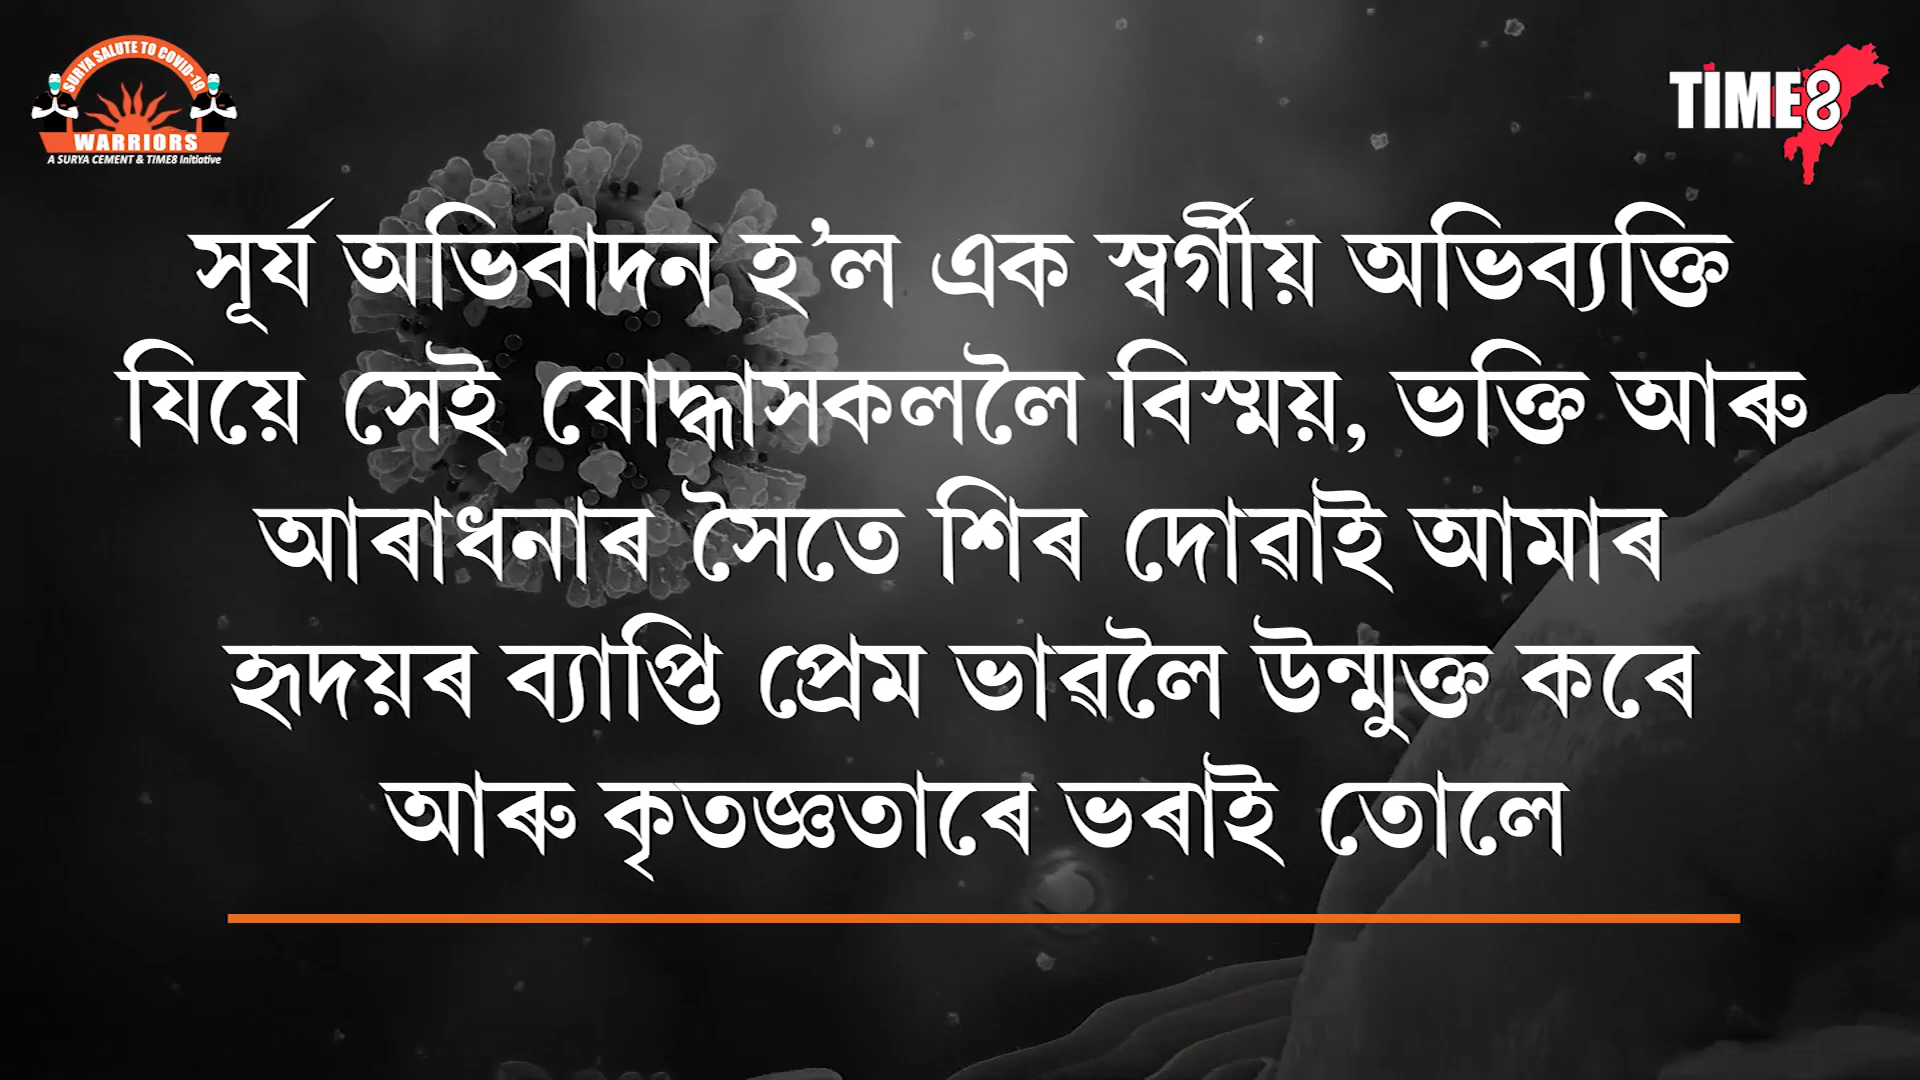 SURYA SALUTE TO COVID-19
WARRIORS
A SURYA CEMENT & TIME8 Initiative
TIME8
সূৰ্য অভিবাদন হ'ল এক স্বৰ্গীয় অভিব্যক্তি
যিয়ে সেই যোদ্ধাসকললৈ বিস্ময়, ভক্তি আৰু
আৰাধনাৰ সৈতে শিৰ দোৱাই আমাৰ
হৃদয়ৰ ব্যাপ্তি প্ৰেম ভাৱলৈ উন্মুক্ত কৰে
আৰু কৃতজ্ঞতাৰে ভৰাই তোলে